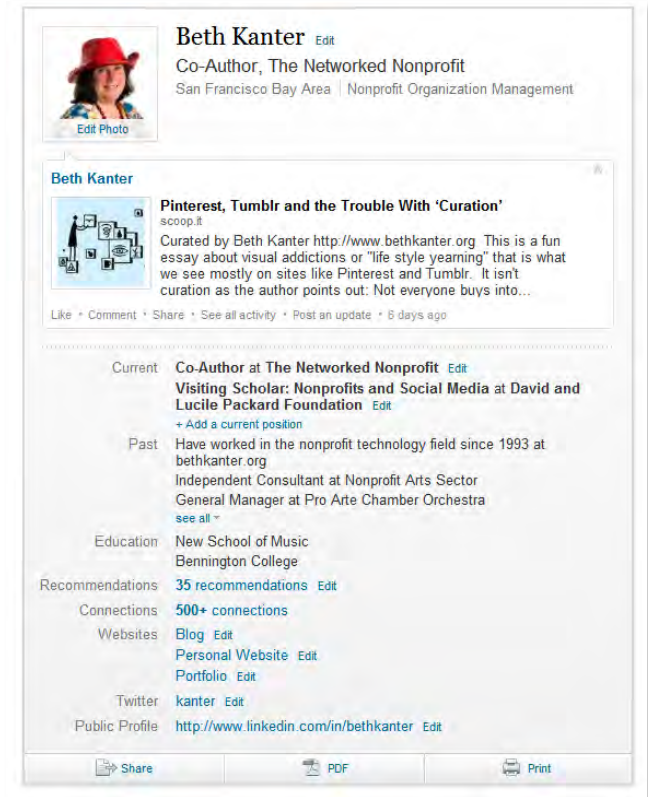 Beth Kanter Edit
Co-Author, The Networked Nonprofit
San Francisco Bay Area | Nonprofit Organization Management
Edit Photo
Beth Kanter
Pinterest, Tumblr and the Trouble With ‘Curation’
scoop.it
Curated by Beth Kanter http://www.bethkanter.org This is a fun
essay about visual addictions or "life style yearning" that is what
we see mostly on sites like Pinterest and Tumblr. It isn't
curation as the author points out: Not everyone buys into...
Like • Comment • Share • See all activity • Post an update • 6 days ago
Current Co-Author at The Networked Nonprofit Edit
Visiting Scholar: Nonprofits and Social Media at David and
Lucile Packard Foundation Edit
+ Add a current position
Past Have worked in the nonprofit technology field since 1993 at
bethkanter.org
Independent Consultant at Nonprofit Arts Sector
General Manager at Pro Arte Chamber Orchestra
see all
Education New School of Music
Bennington College
Recommendations 35 recommendations Edit
Connections 500+ connections
Websites Blog Edit
Personal Website Edit
Portfolio Edit
Twitter kanter Edit
Public Profile http://www.linkedin.com/in/bethkanter Edit
Share PDF Print